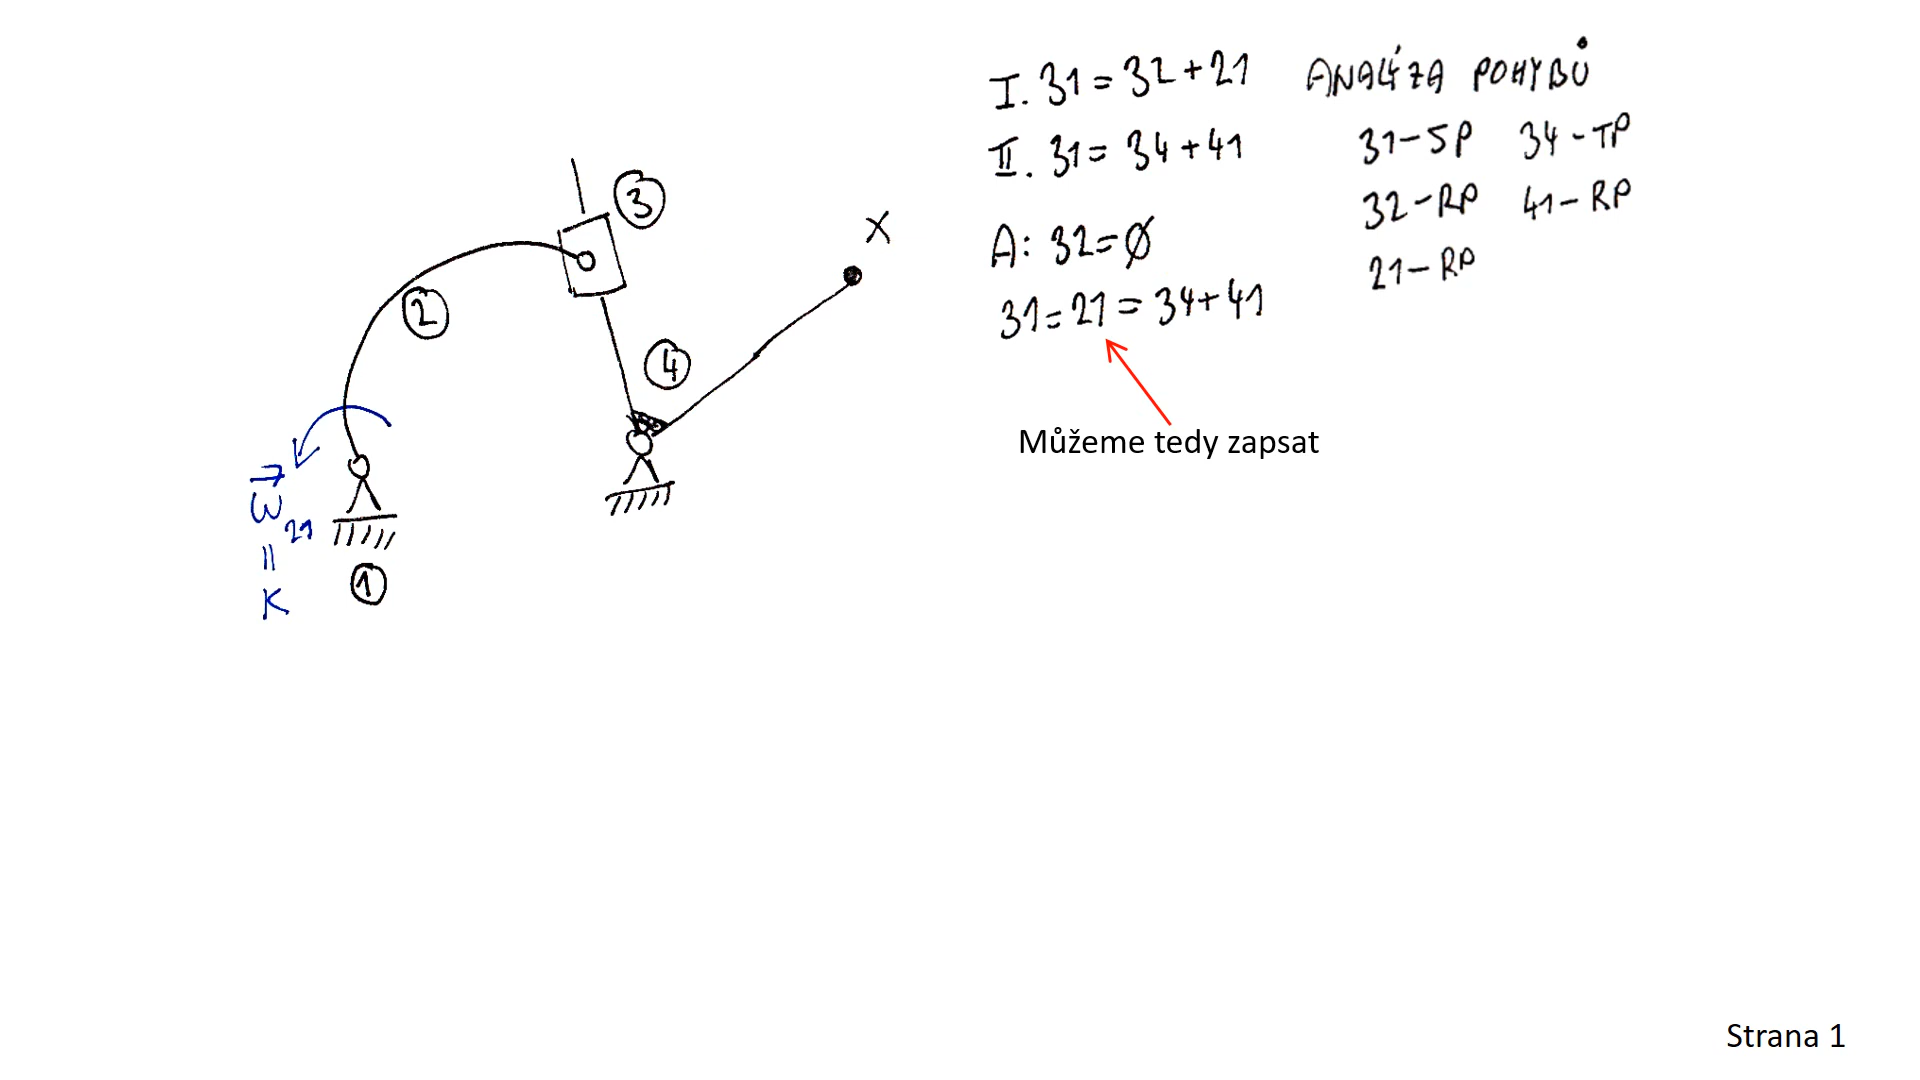 I. 31 = 32 + 21
II. 31 = 34 + 41
A: 32 = Ø
31 = 21 = 34 + 41
Můžeme tedy zapsat
ANALÝZA POHYBŮ
31 - SP 34 - TP
32 - RP 41 - RP
21 - RP
3
X
2
4
ω⃗21
=
K
1
Strana 1